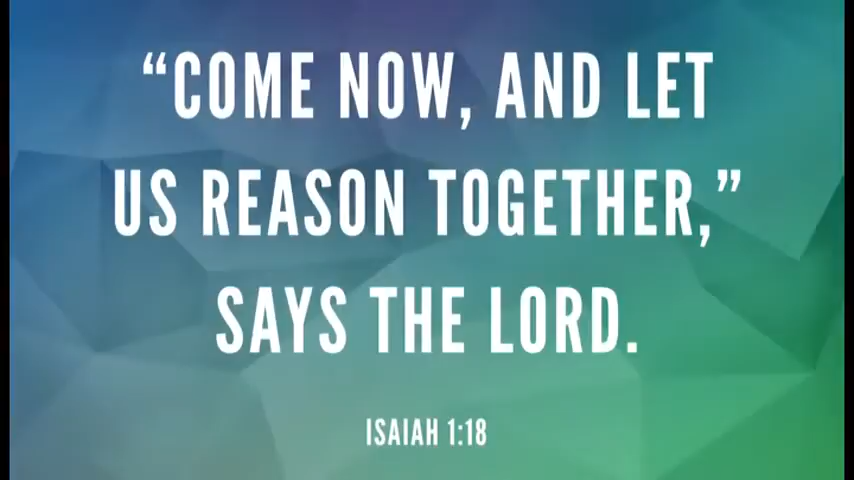 “COME NOW, AND LET
US REASON TOGETHER,”
SAYS THE LORD.
ISAIAH 1:18